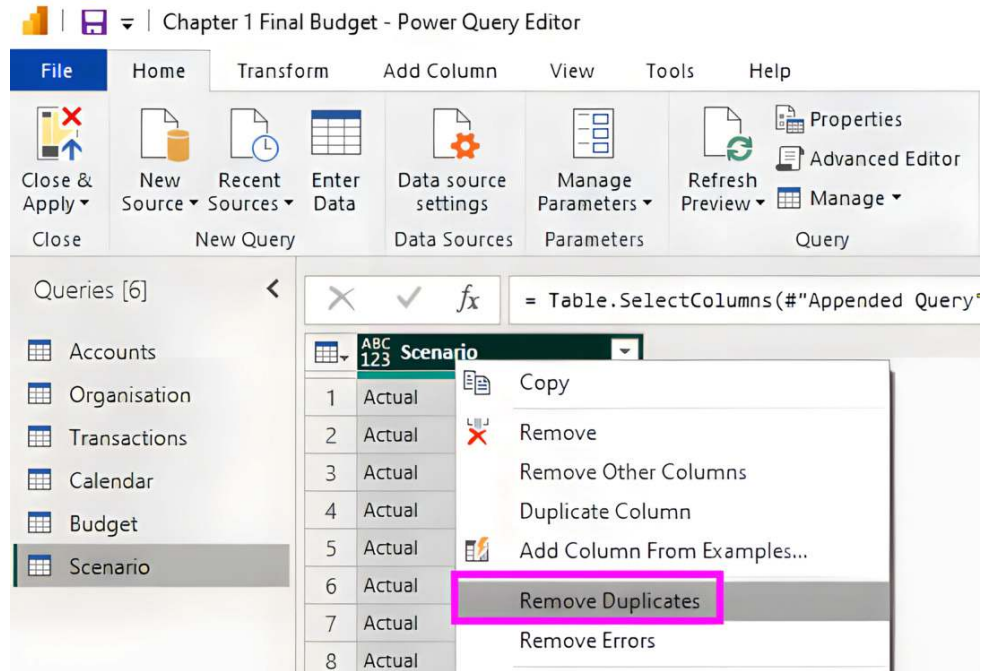 Chapter 1 Final Budget - Power Query Editor
File Home Transform Add Column View Tools Help
Close & Apply
New Source
Recent Sources
Enter Data
Data source settings
Manage Parameters
Refresh Preview
Properties
Advanced Editor
Manage
Close New Query Data Sources Parameters Query
Queries [6]
fx = Table.SelectColumns(#"Appended Query"
Accounts
Organisation
Transactions
Calendar
Budget
Scenario
ABC 123 Scenario
1 Actual
2 Actual
3 Actual
4 Actual
5 Actual
6 Actual
7 Actual
8 Actual
Copy
Remove
Remove Other Columns
Duplicate Column
Add Column From Examples...
Remove Duplicates
Remove Errors